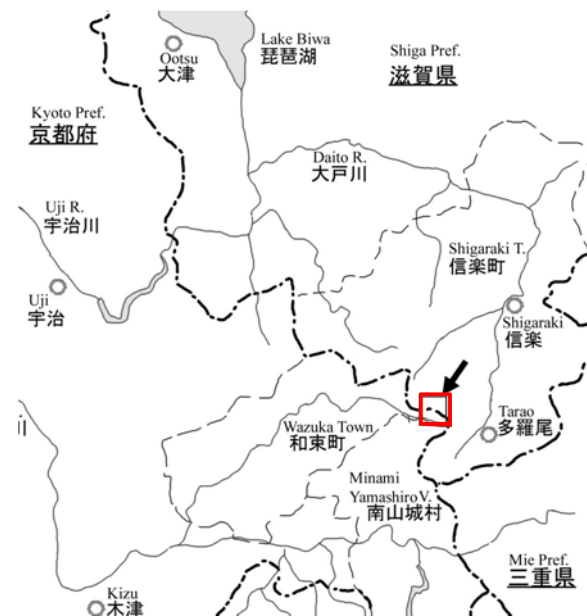 Lake Biwa
琵琶湖
Ootsu
大津
Shiga Pref.
滋賀県
Kyoto Pref.
京都府
Daito R.
大戸川
Uji R.
宇治川
Shigaraki T.
信楽町
Uji
宇治
Shigaraki
信楽
Tarao
多羅尾
Wazuka Town
和束町
Minami
Yamashiro V.
南山城村
川
Mie Pref.
三重県
Kizu
木津